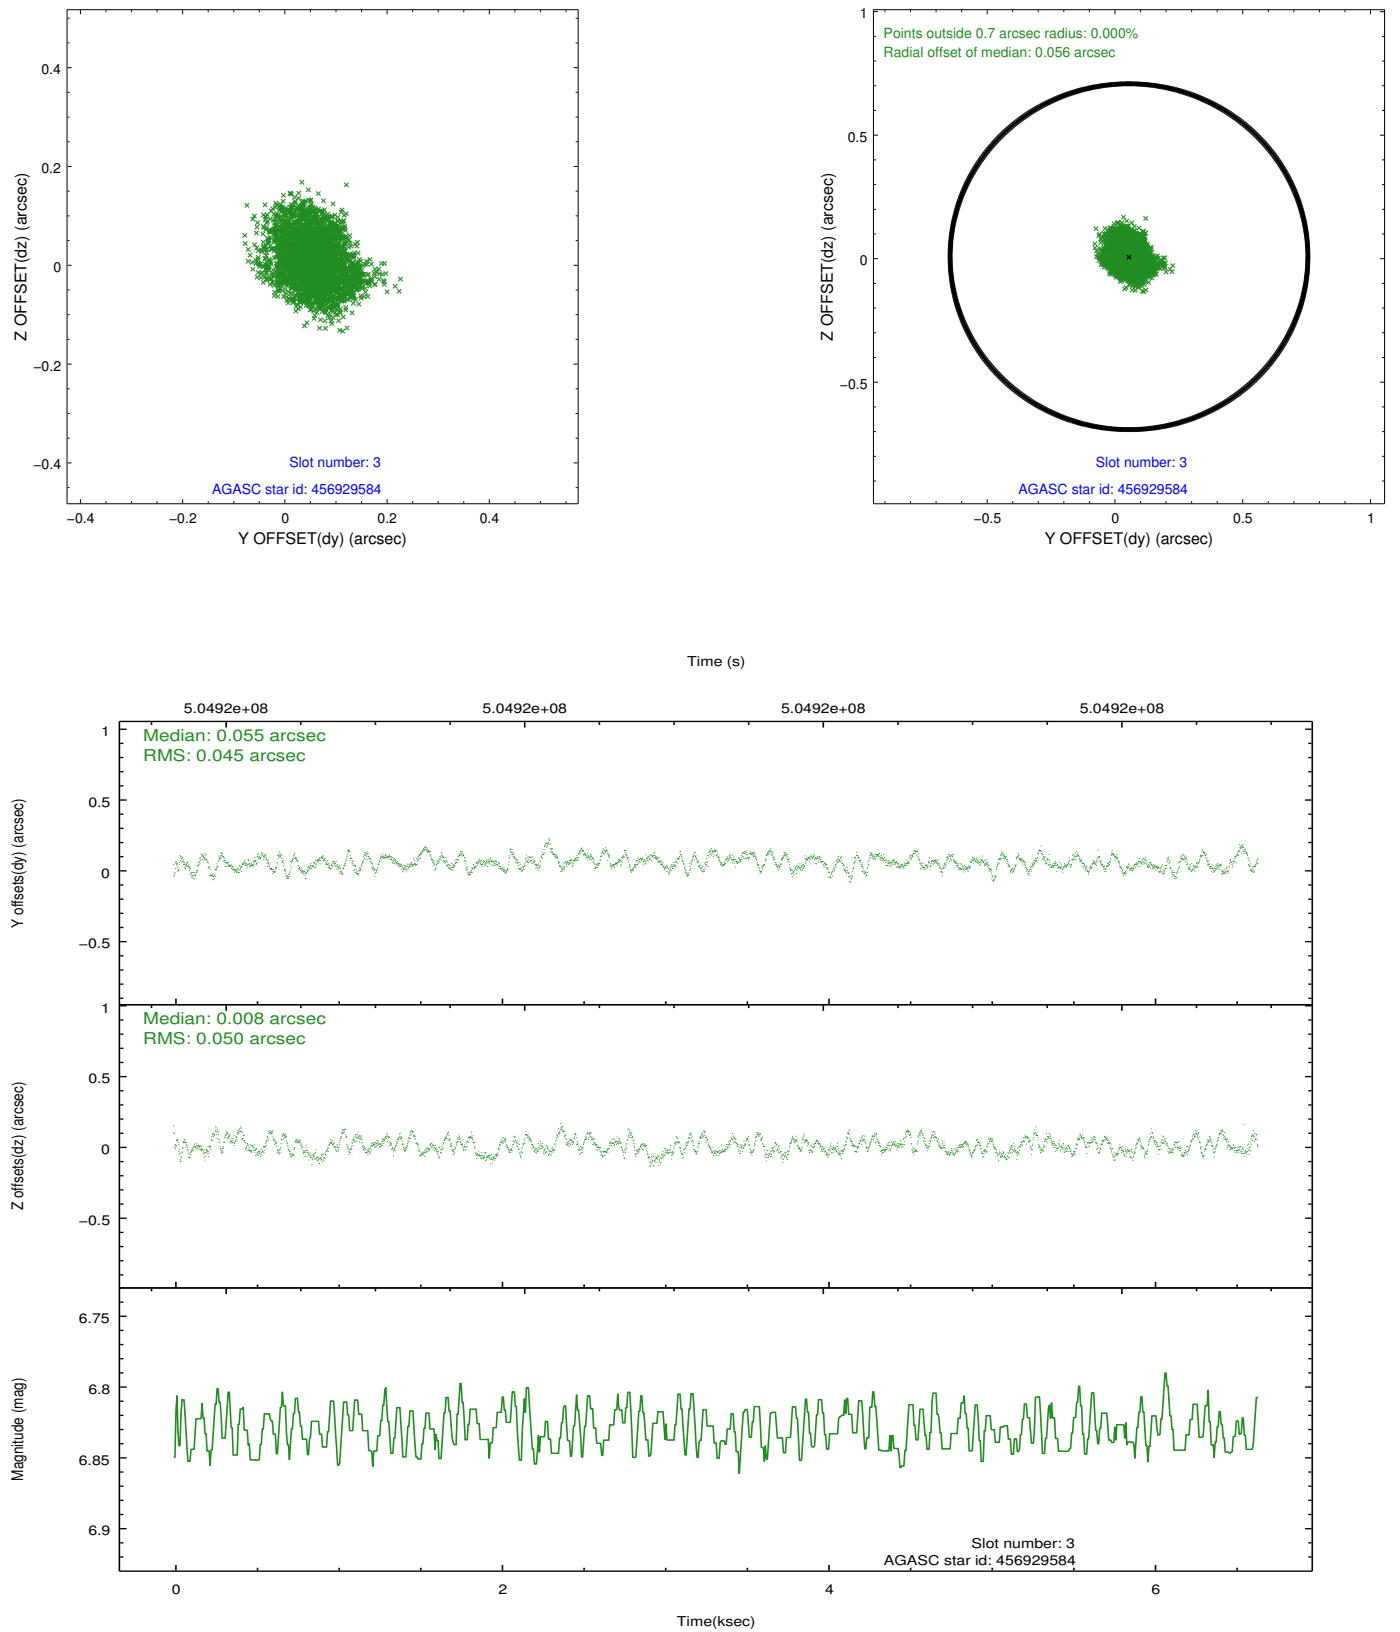 0.4
0.2
0
−0.2
−0.4
Z OFFSET(dz) (arcsec)
Slot number: 3
AGASC star id: 456929584
−0.4
−0.2
0
0.2
0.4
Y OFFSET(dy) (arcsec)
Points outside 0.7 arcsec radius: 0.000%
Radial offset of median: 0.056 arcsec
1
0.5
0
−0.5
Z OFFSET(dz) (arcsec)
Slot number: 3
AGASC star id: 456929584
−0.5
0
0.5
1
Y OFFSET(dy) (arcsec)
Time (s)
5.0492e+08
5.0492e+08
5.0492e+08
5.0492e+08
Median: 0.055 arcsec
RMS: 0.045 arcsec
1
0.5
0
−0.5
Y offsets(dy) (arcsec)
Median: 0.008 arcsec
RMS: 0.050 arcsec
1
0.5
0
−0.5
Z offsets(dz) (arcsec)
6.75
6.8
6.85
6.9
Magnitude (mag)
Slot number: 3
AGASC star id: 456929584
0
2
4
6
Time(ksec)